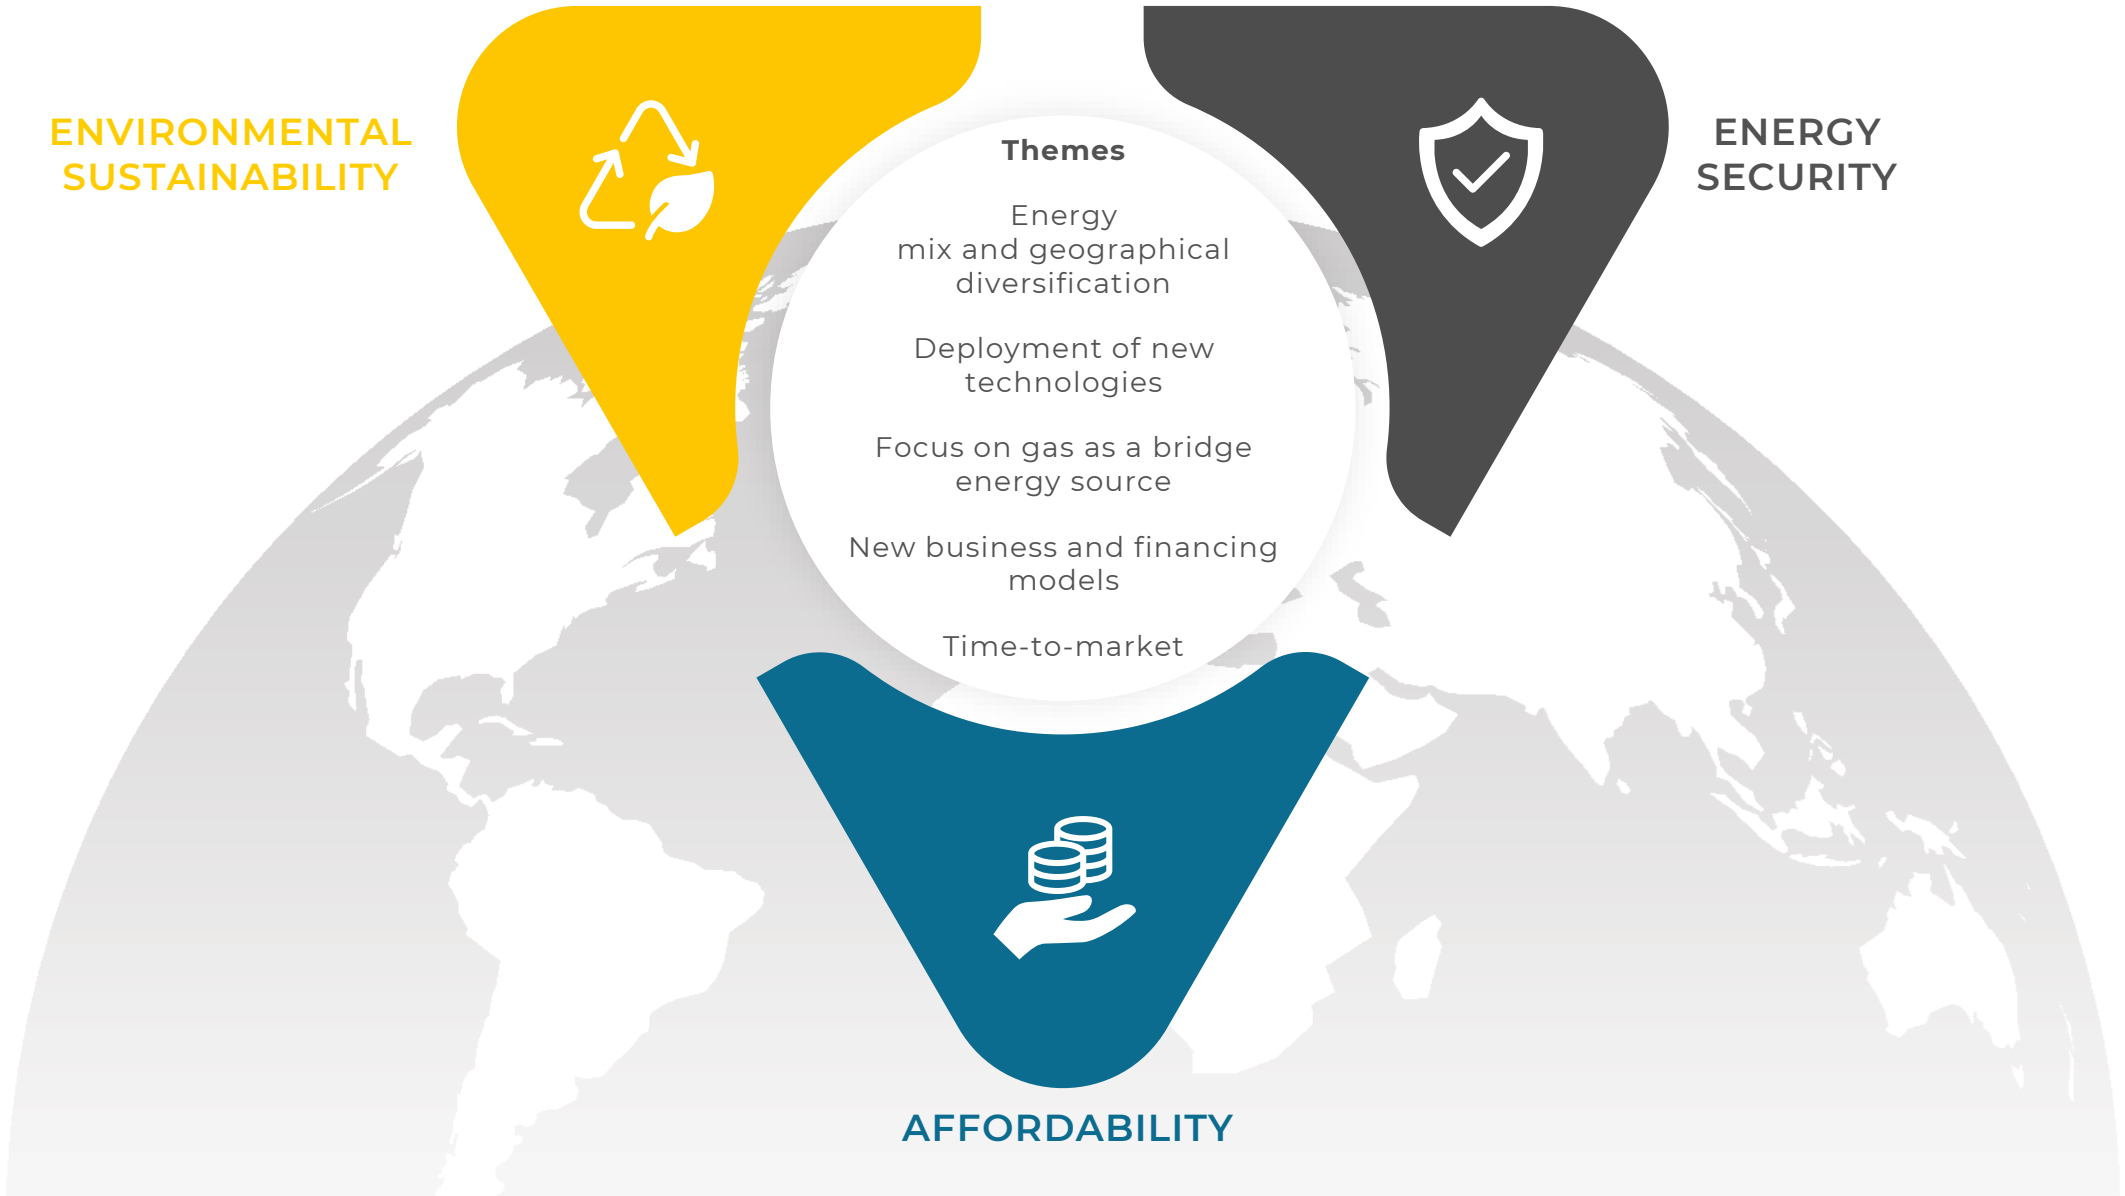 ENVIRONMENTAL
SUSTAINABILITY
ENERGY
SECURITY
Themes
Energy
mix and geographical
diversification
Deployment of new
technologies
Focus on gas as a bridge
energy source
New business and financing
models
Time-to-market
AFFORDABILITY